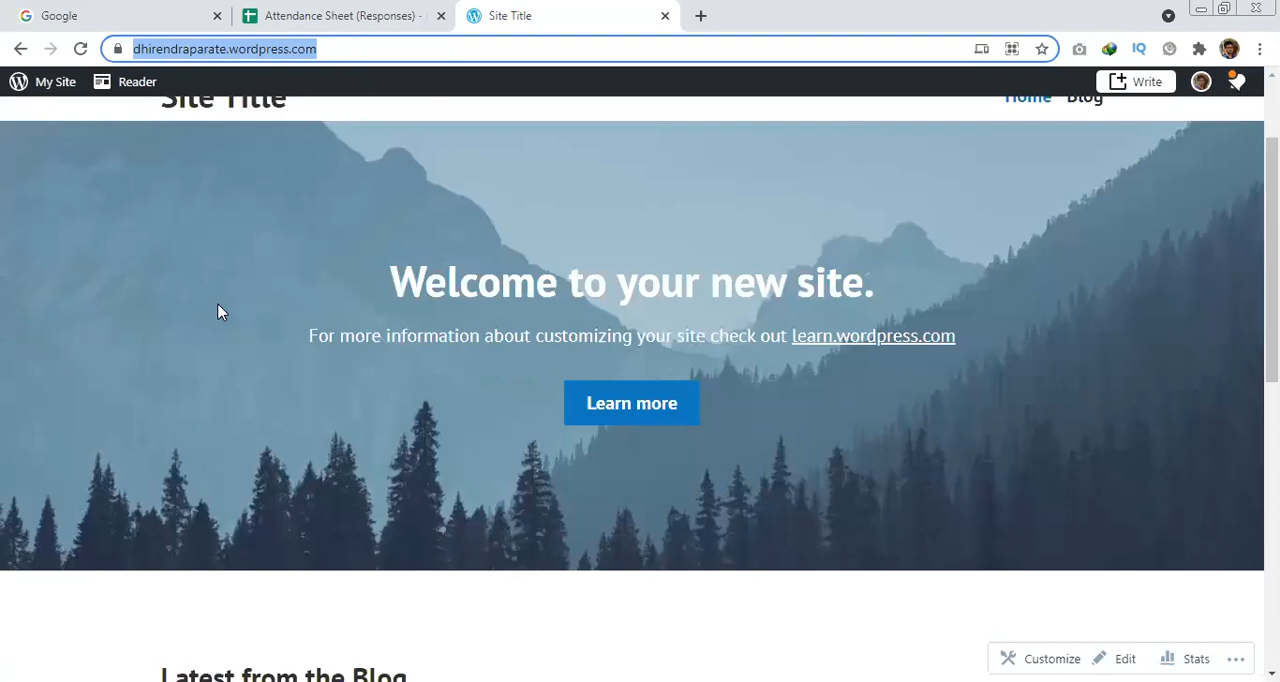 Google
Attendance Sheet (Responses) -
Site Title
dhirendraparate.wordpress.com
IQ
My Site
Reader
Write
Site Title
Home
Blog
Welcome to your new site.
For more information about customizing your site check out learn.wordpress.com
Learn more
Latest from the Blog
Customize
Edit
Stats